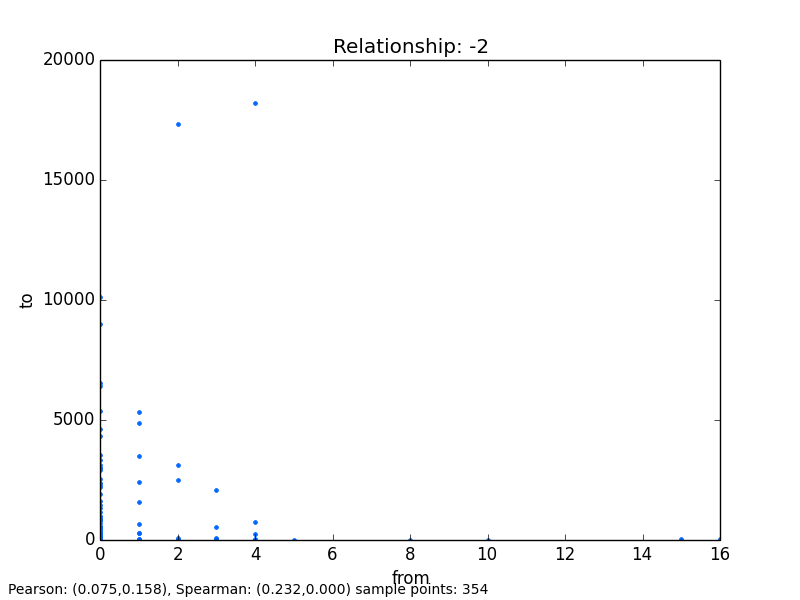 Relationship: -2
20000
15000
10000
5000
0
to
0 2 4 6 8 10 12 14 16
from
Pearson: (0.075,0.158), Spearman: (0.232,0.000) sample points: 354